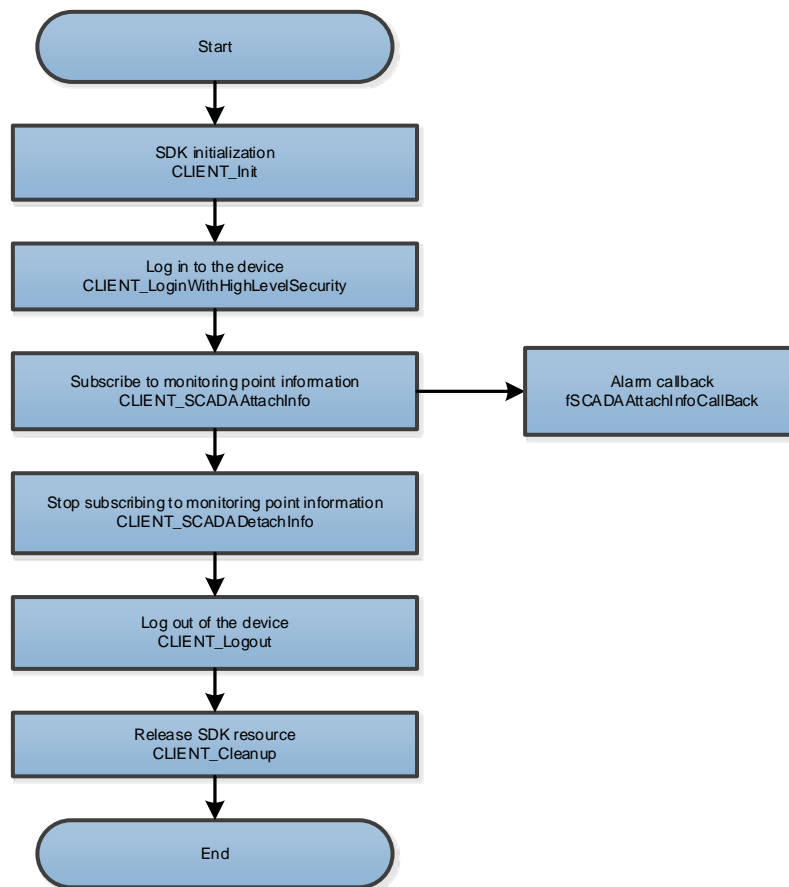 Start
SDK initialization
CLIENT_Init
Log in to the device
CLIENT_LoginWithHighLevelSecurity
Subscribe to monitoring point information
CLIENT_SCADAAttachInfo
Alarm callback
fSCADAAttachInfoCallBack
Stop subscribing to monitoring point information
CLIENT_SCADADetachInfo
Log out of the device
CLIENT_Logout
Release SDK resource
CLIENT_Cleanup
End